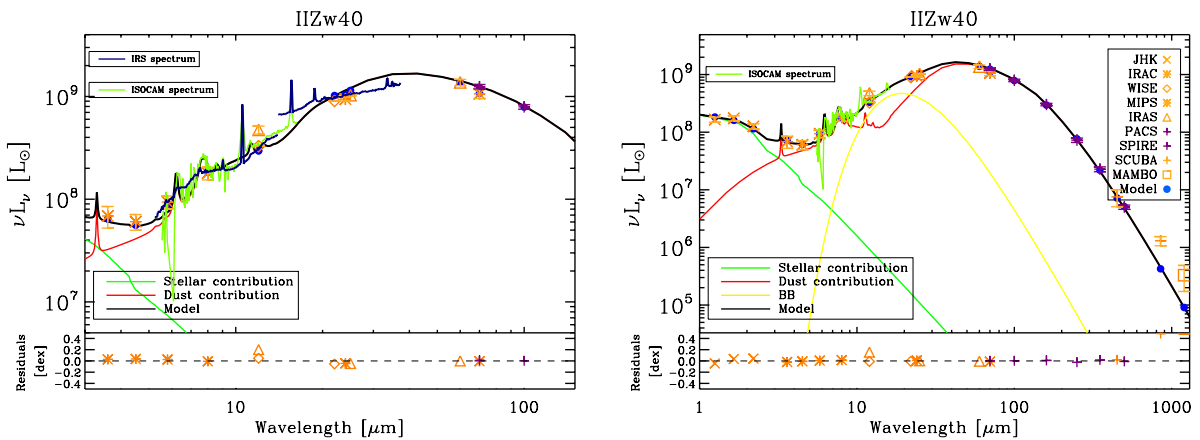 IIZw40
IRS spectrum
ISOCAM spectrum
10⁹
10⁸
10⁷
νLν [L⊙]
Stellar contribution
Dust contribution
Model
Residuals
[dex]
0.4
0.2
0.0
−0.2
−0.4
10
100
Wavelength [μm]
IIZw40
ISOCAM spectrum
JHK
IRAC
WISE
MIPS
IRAS
PACS
SPIRE
SCUBA
MAMBO
Model
10⁹
10⁸
10⁷
10⁶
10⁵
νLν [L⊙]
Stellar contribution
Dust contribution
BB
Model
Residuals
[dex]
0.4
0.2
0.0
−0.2
−0.4
1
10
100
1000
Wavelength [μm]